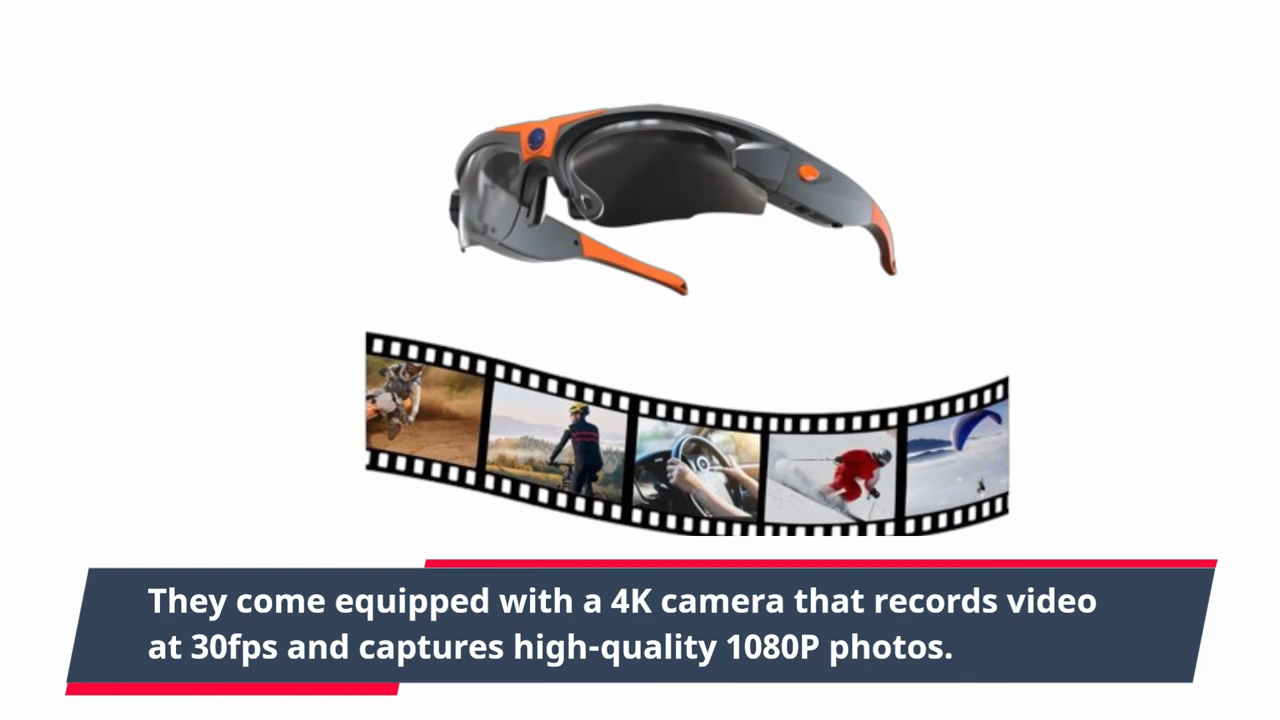 They come equipped with a 4K camera that records video
at 30fps and captures high-quality 1080P photos.